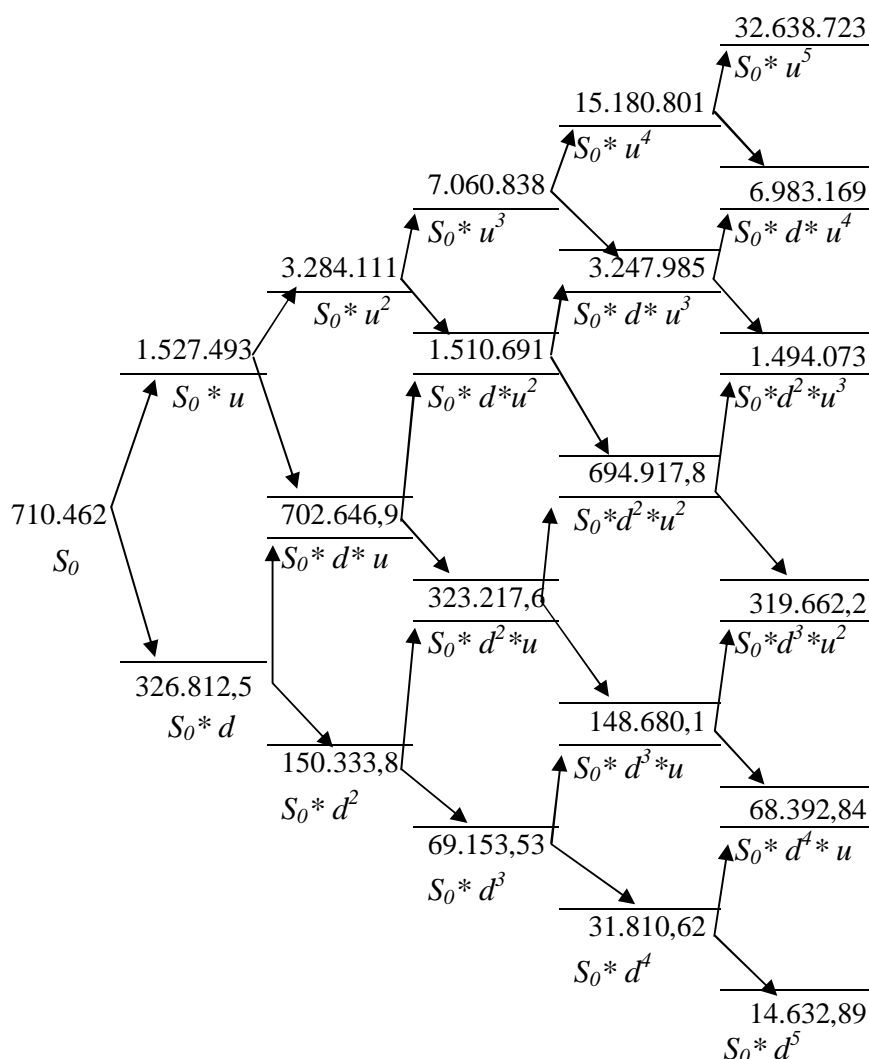 32.638.723
S₀* u⁵
15.180.801
S₀* u⁴
7.060.838
6.983.169
S₀* u³
S₀* d* u⁴
3.284.111
3.247.985
S₀* u²
S₀* d* u³
1.527.493
1.510.691
1.494.073
S₀* u
S₀* d*u²
S₀*d²*u³
694.917,8
710.462
702.646,9
S₀*d²*u²
S₀
S₀* d* u
323.217,6
319.662,2
S₀* d²*u
S₀*d³*u²
326.812,5
148.680,1
S₀* d
150.333,8
S₀* d³*u
S₀* d²
68.392,84
69.153,53
S₀* d⁴* u
S₀* d³
31.810,62
S₀* d⁴
14.632,89
S₀* d⁵